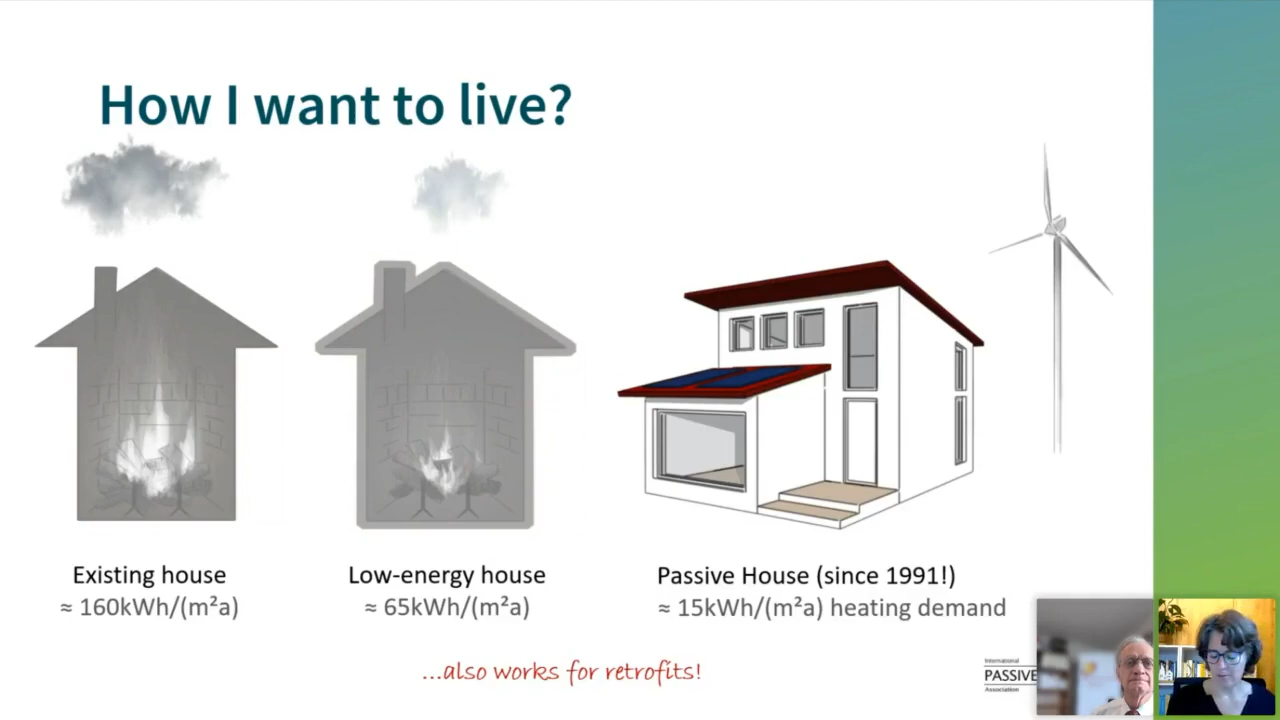 How I want to live?
Existing house
≈ 160kWh/(m²a)
Low-energy house
≈ 65kWh/(m²a)
Passive House (since 1991!)
≈ 15kWh/(m²a) heating demand
...also works for retrofits!
International
PASSIVE
Association